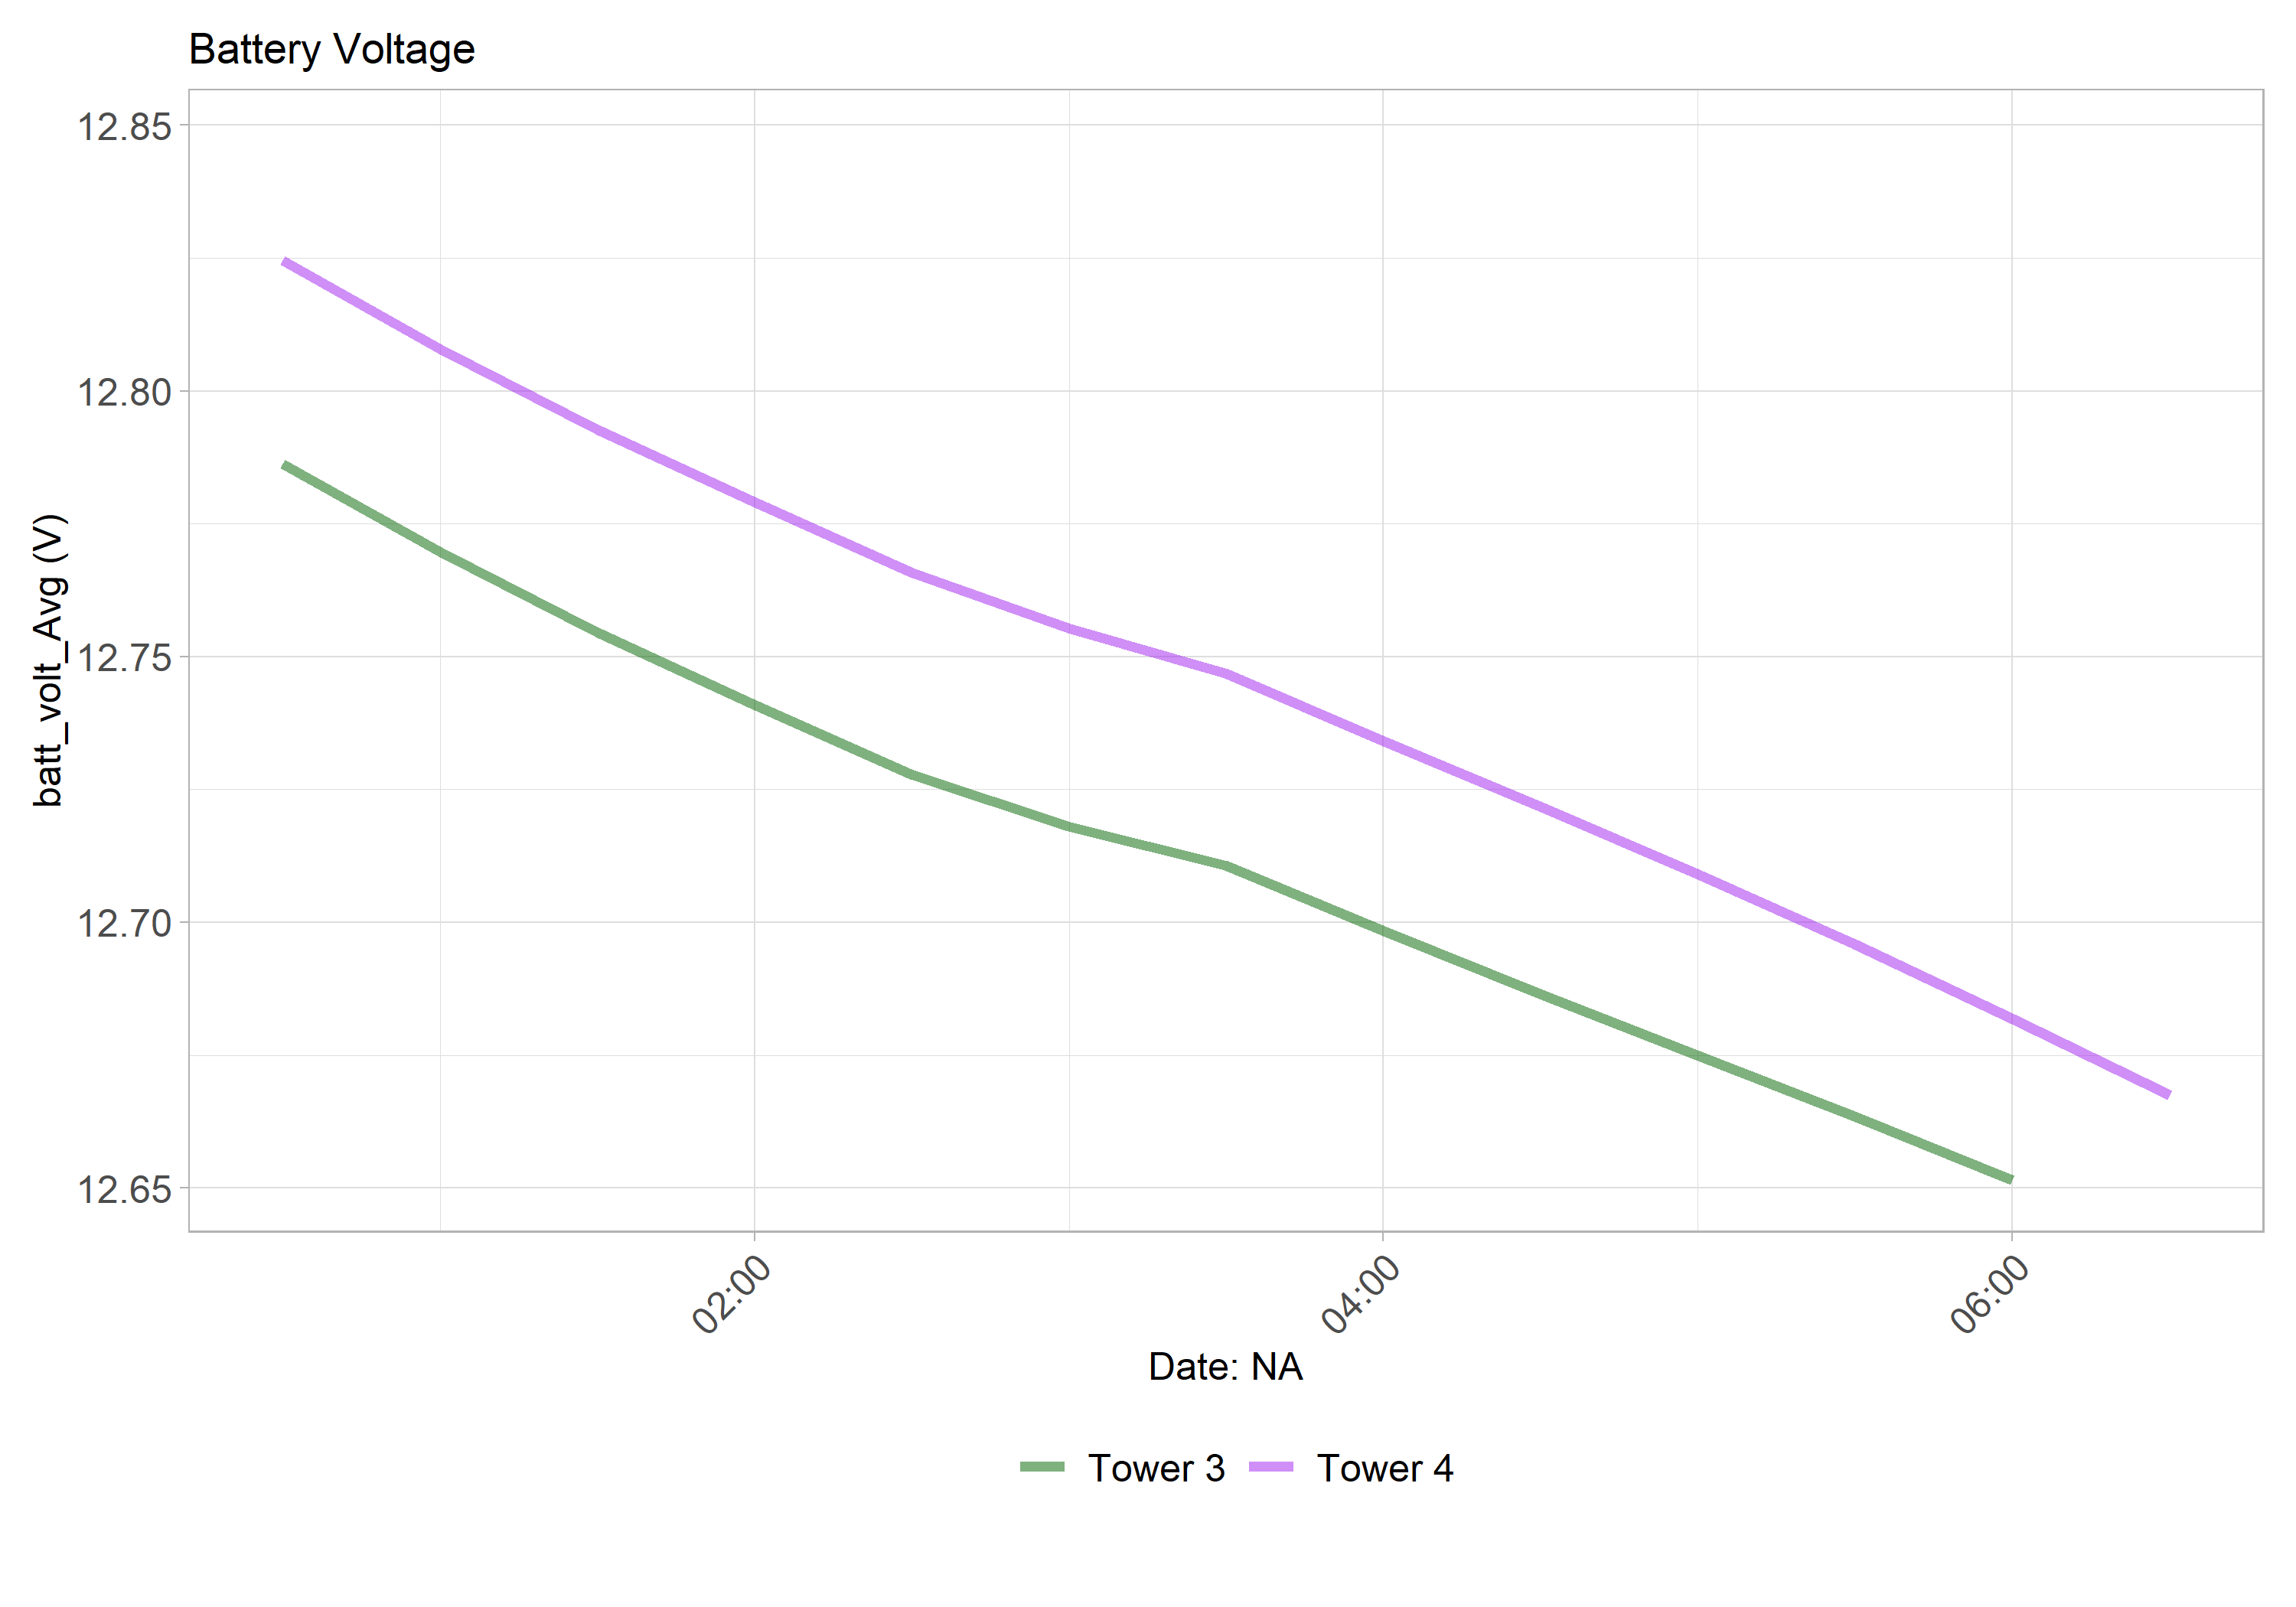 Battery Voltage
batt_volt_Avg (V)
12.85
12.80
12.75
12.70
12.65
02:00
04:00
06:00
Date: NA
Tower 3
Tower 4